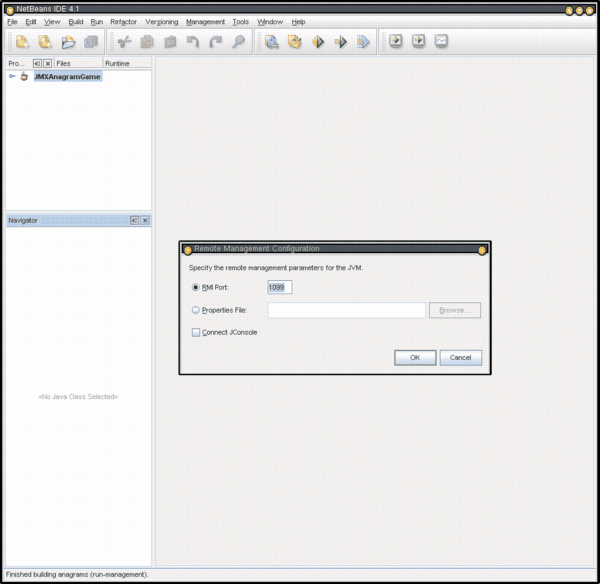 NetBeans IDE 4.1
File Edit View Build Run Refactor Versioning Management Tools Window Help
Pro... Files Runtime
JMXAnagramGame
Navigator
<No Java Class Selected>
Remote Management Configuration
Specify the remote management parameters for the JVM.
RMI Port: 1099
Properties File: Browse...
Connect JConsole
OK Cancel
Finished building anagrams (run-management).